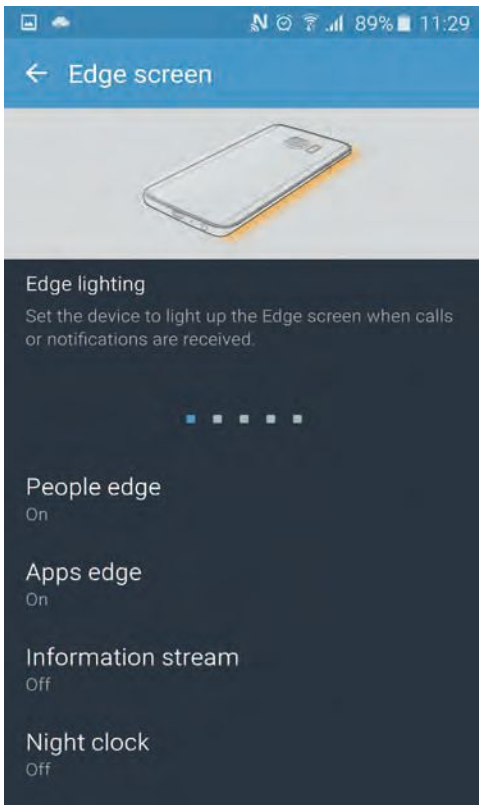 89% 11:29
Edge screen
Edge lighting
Set the device to light up the Edge screen when calls
or notifications are received.
People edge
On
Apps edge
On
Information stream
Off
Night clock
Off